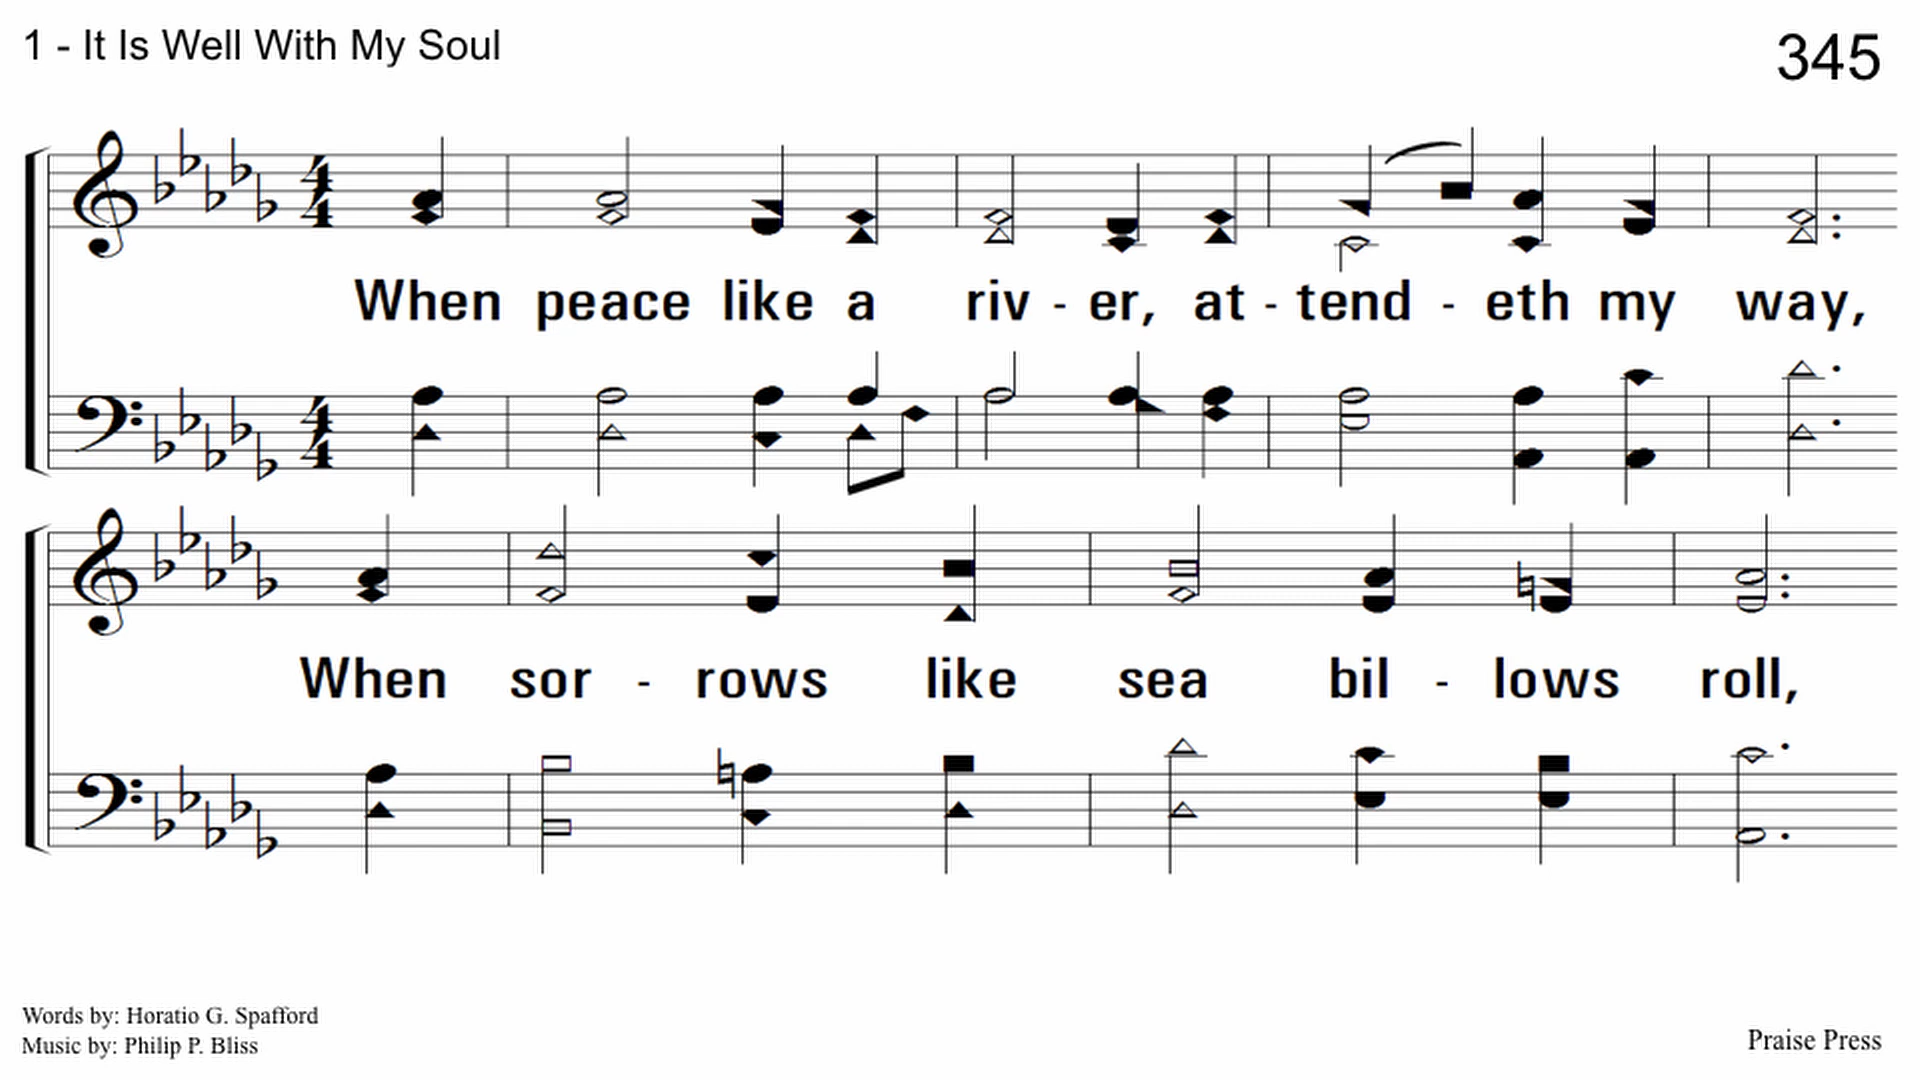 1 - It Is Well With My Soul
345
When peace like a riv - er, at - tend - eth my way,
When sor - rows like sea bil - lows roll,
Words by: Horatio G. Spafford
Music by: Philip P. Bliss
Praise Press